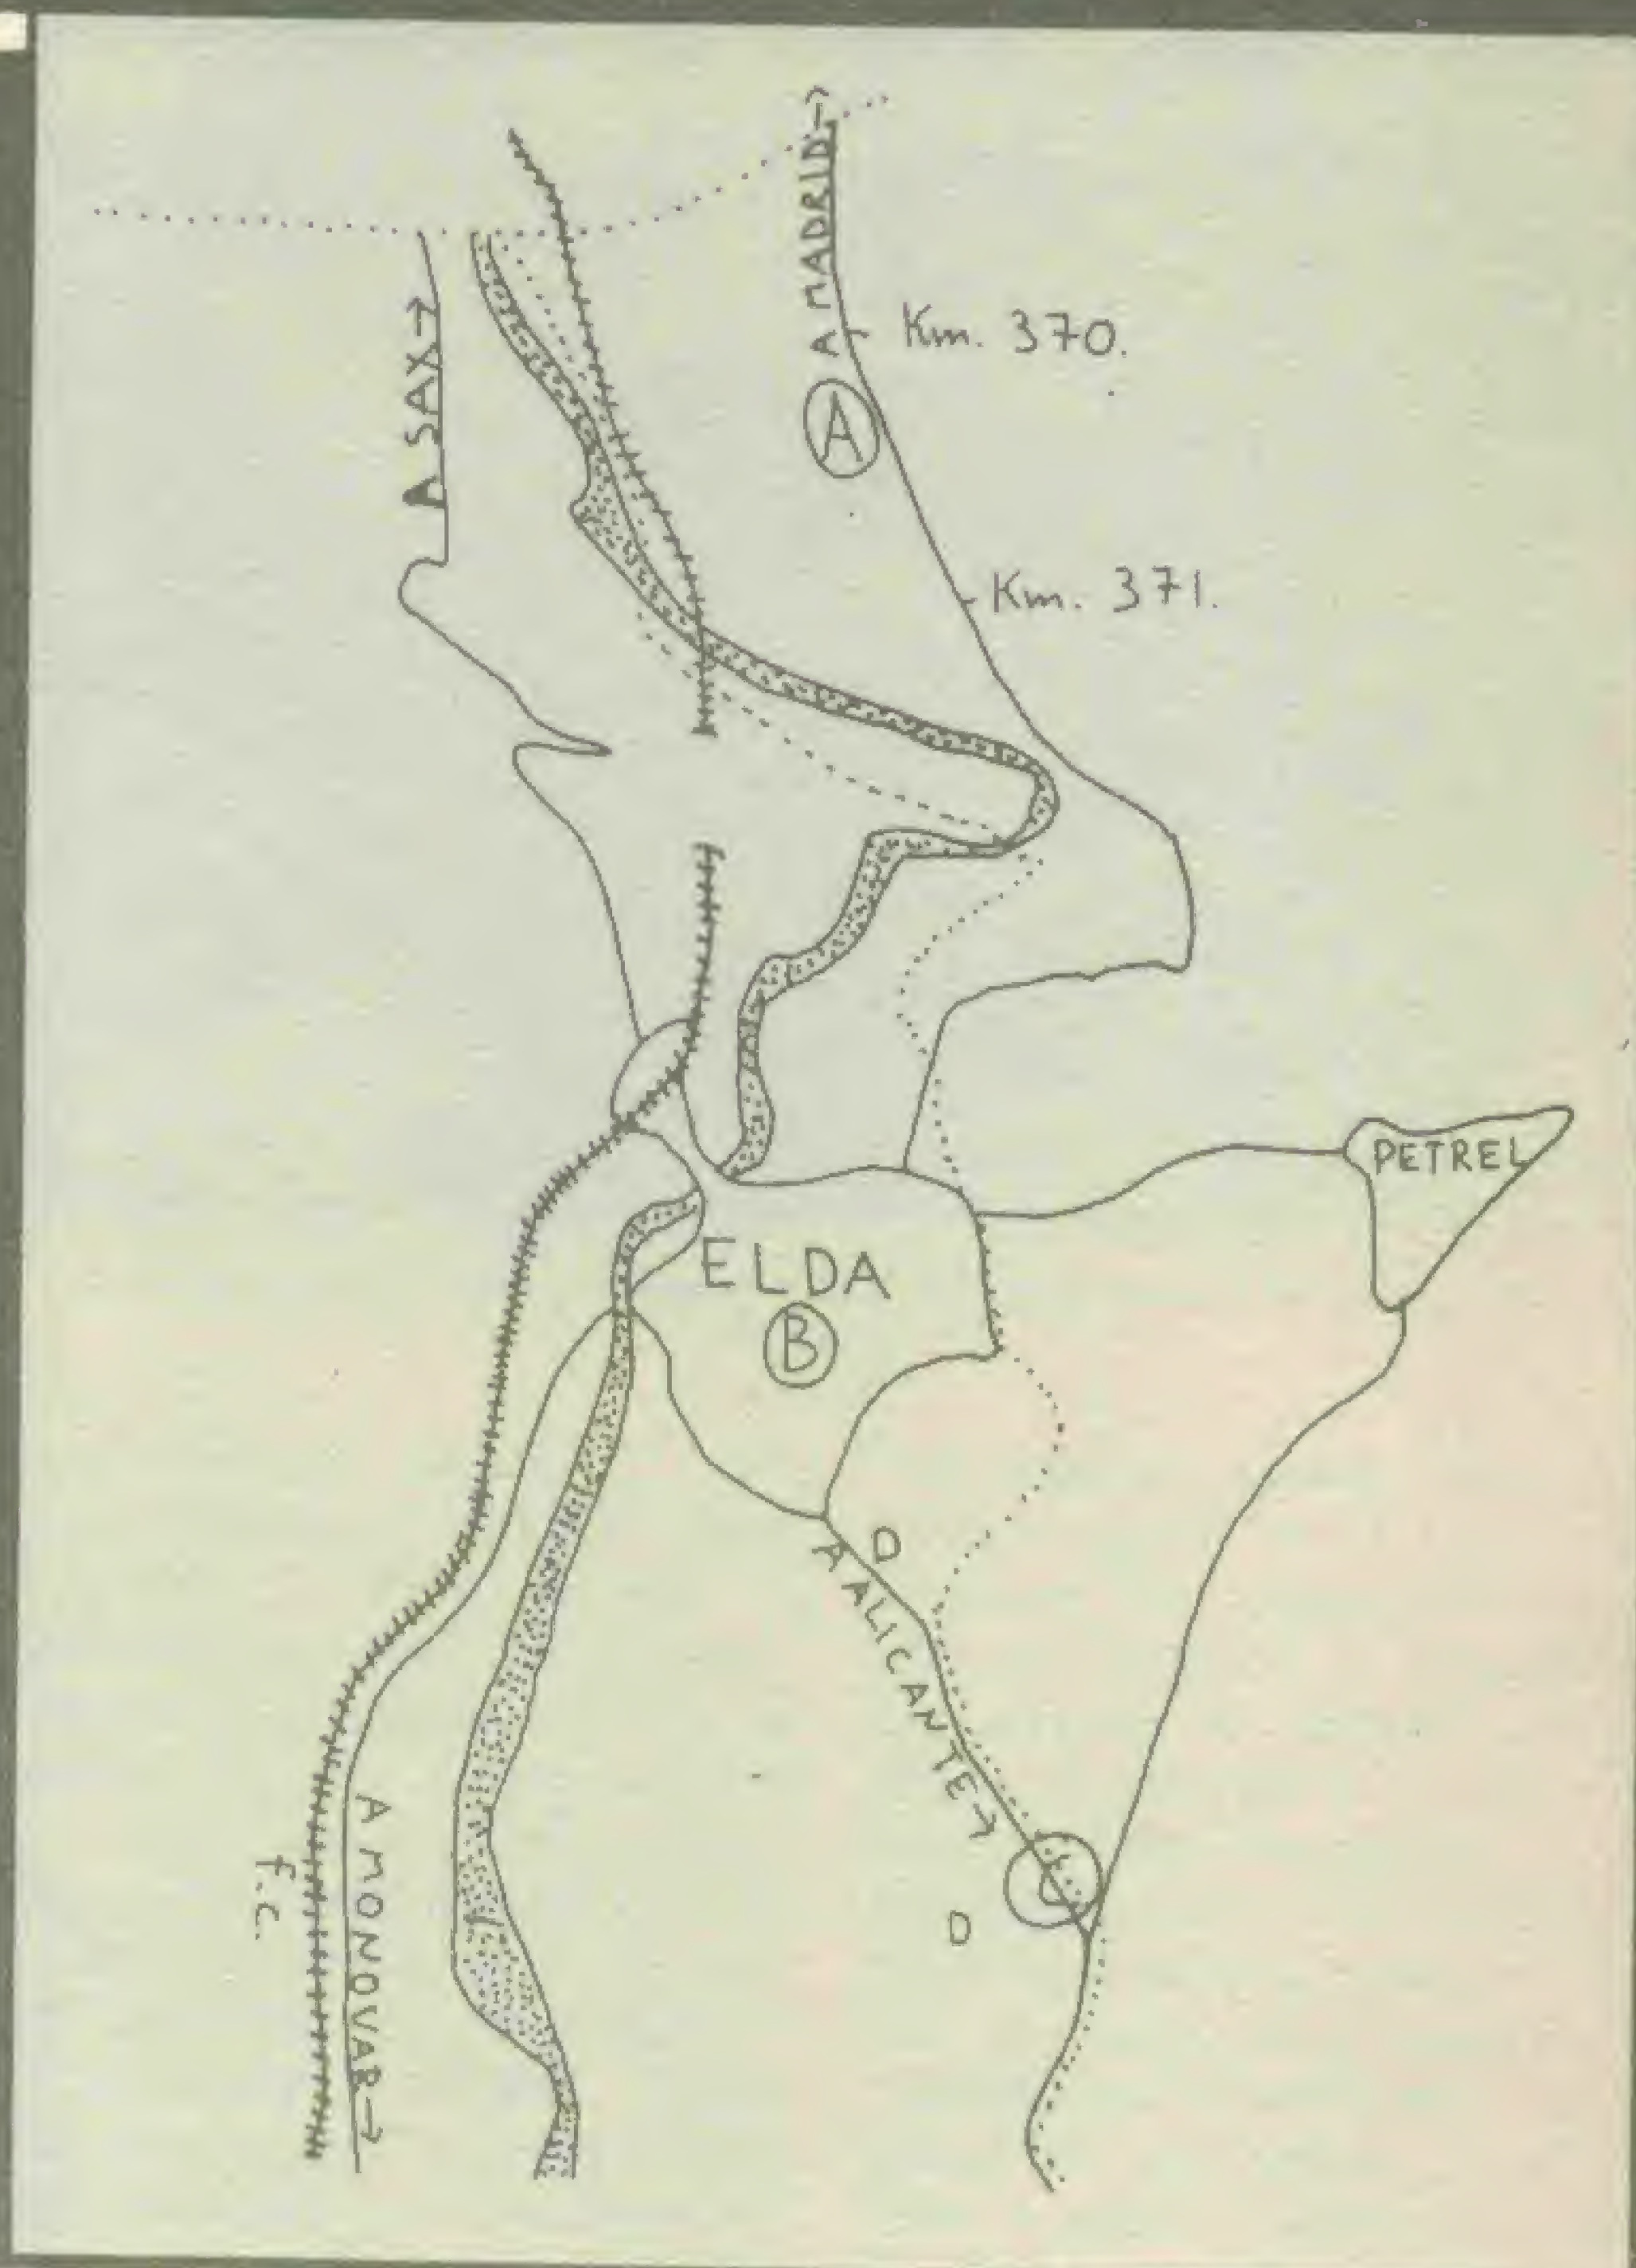 A MADRID→
Km. 370.
A SAX→
A
Km. 371.
PETREL
ELDA
B
D
A ALICANTE→
C
D
A MONOVAR→
f.c.